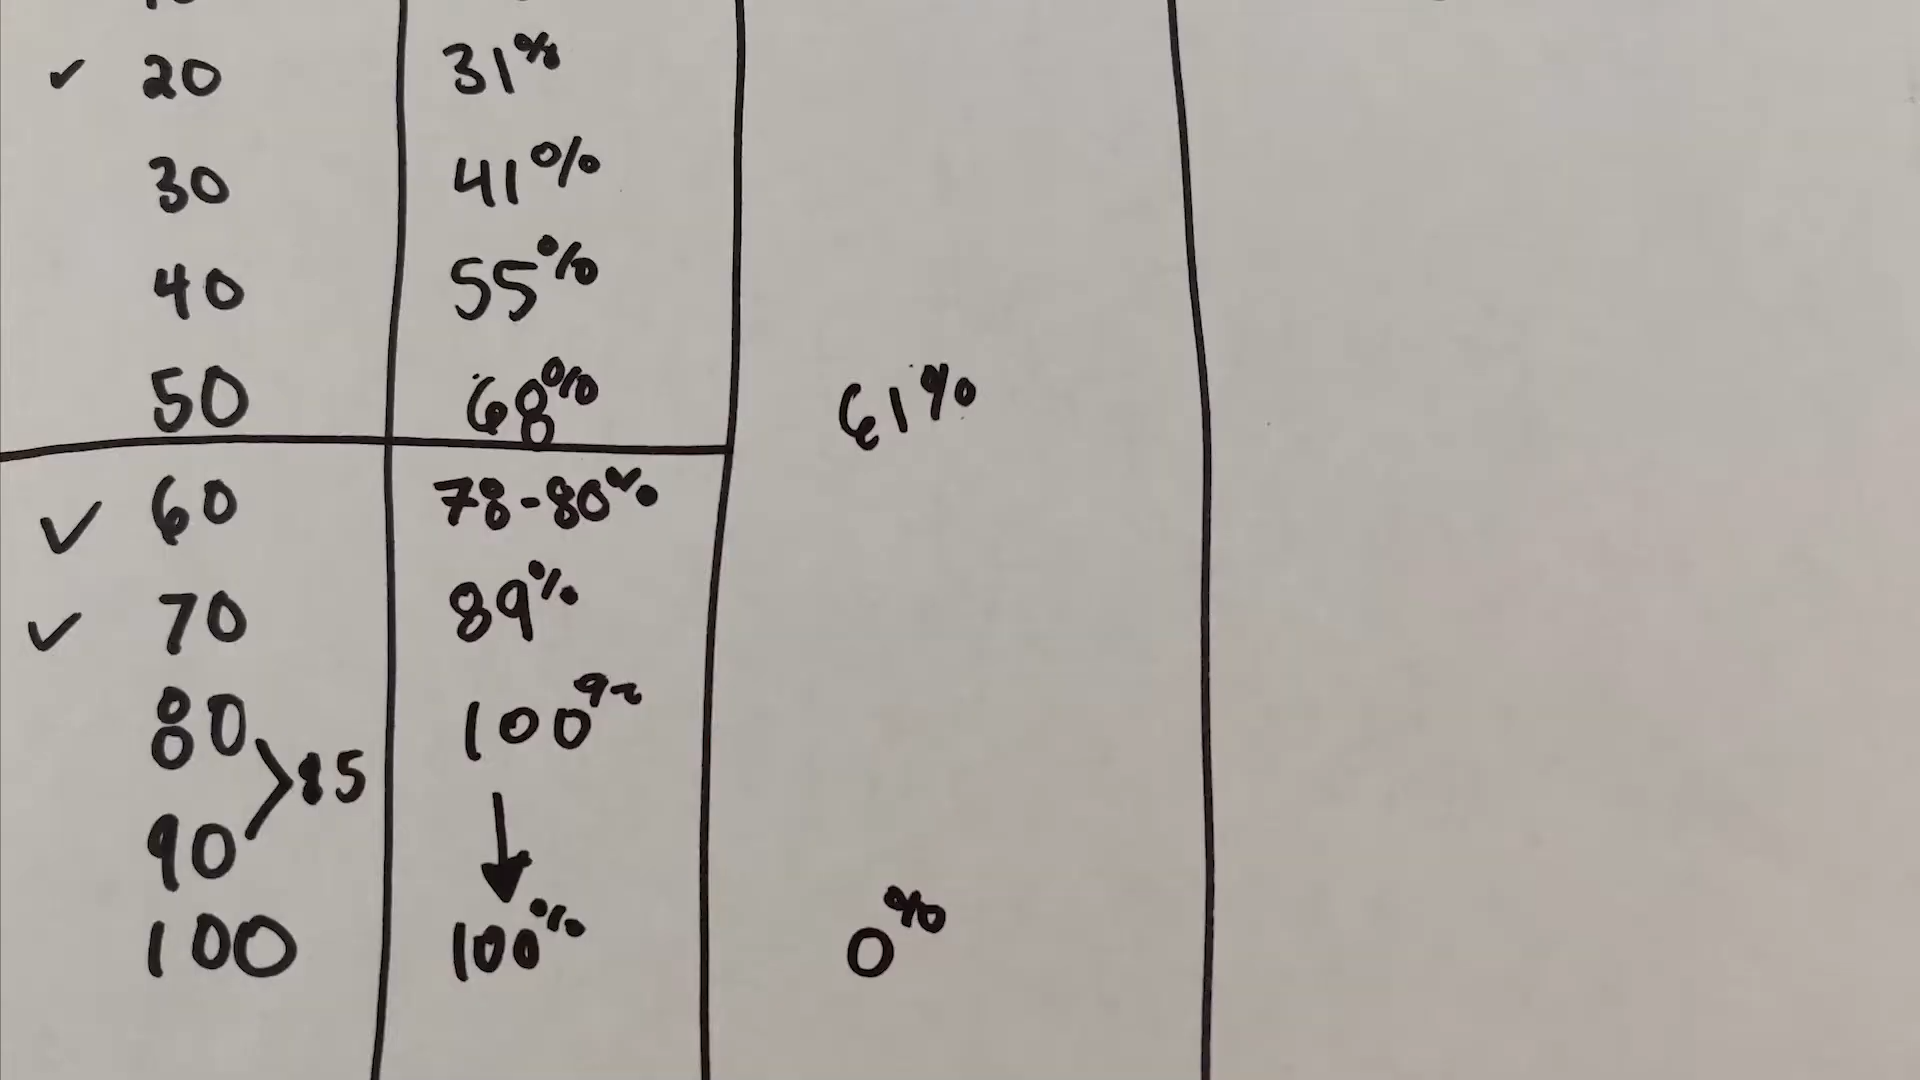 ✓ 20 31%
30 41%
40 55%
50 68% 61%
✓ 60 78-80%
✓ 70 89%
80 100%
85
90
100 100% 0%